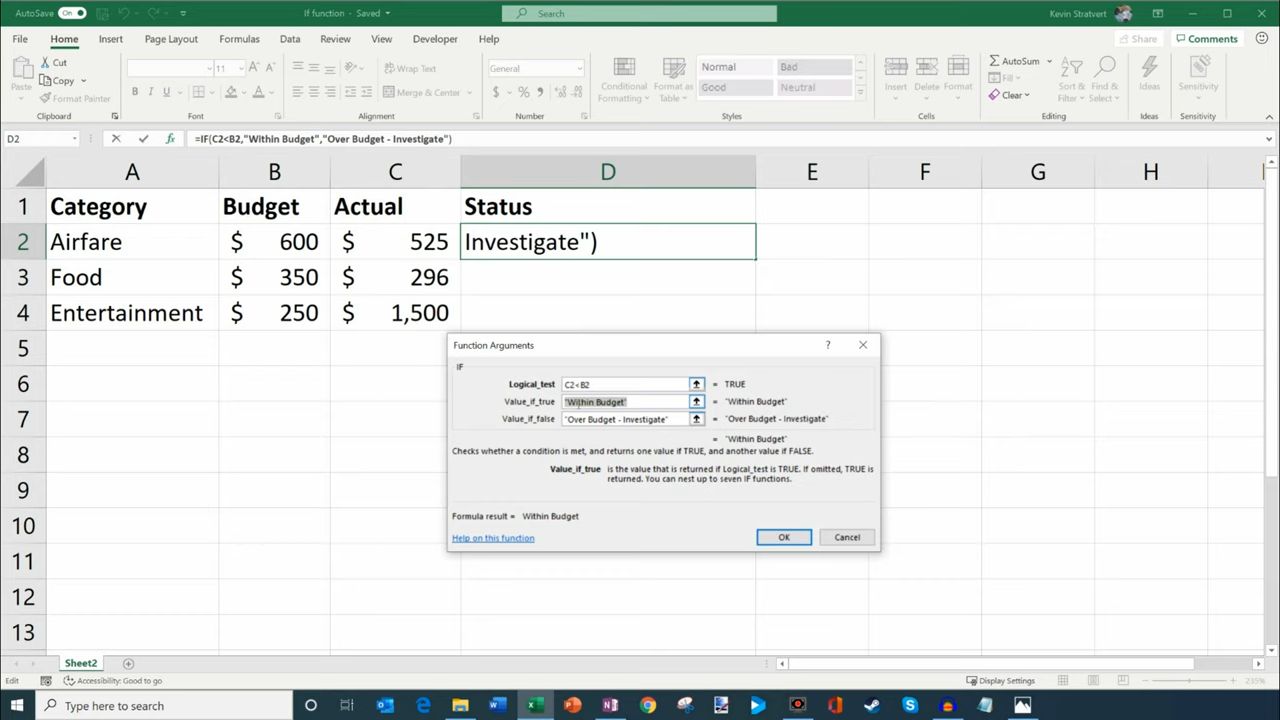 AutoSave On
If function - Saved
Search
Kevin Stratvert
File Home Insert Page Layout Formulas Data Review View Developer Help
Share Comments
Paste
Cut
Copy
Format Painter
Clipboard
11
B I U
Font
Wrap Text
Merge & Center
Alignment
General
$ % ,
Number
Conditional Formatting
Format as Table
Normal Bad
Good Neutral
Styles
Insert Delete Format
Cells
AutoSum
Fill
Clear
Sort & Filter
Find & Select
Editing
Ideas
Ideas
Sensitivity
Sensitivity
D2 fx =IF(C2<B2,"Within Budget","Over Budget - Investigate")
A B C D E F G H
1 Category Budget Actual Status
2 Airfare $ 600 $ 525 Investigate")
3 Food $ 350 $ 296
4 Entertainment $ 250 $ 1,500
5
6
7
8
9
10
11
12
13
Function Arguments ?
IF
Logical_test C2<B2 = TRUE
Value_if_true "Within Budget" = "Within Budget"
Value_if_false "Over Budget - Investigate" = "Over Budget - Investigate"
= "Within Budget"
Checks whether a condition is met, and returns one value if TRUE, and another value if FALSE.
Value_if_true is the value that is returned if Logical_test is TRUE. If omitted, TRUE is
returned. You can nest up to seven IF functions.
Formula result = Within Budget
Help on this function
OK Cancel
Sheet2
Edit Accessibility: Good to go Display Settings 235%
Type here to search